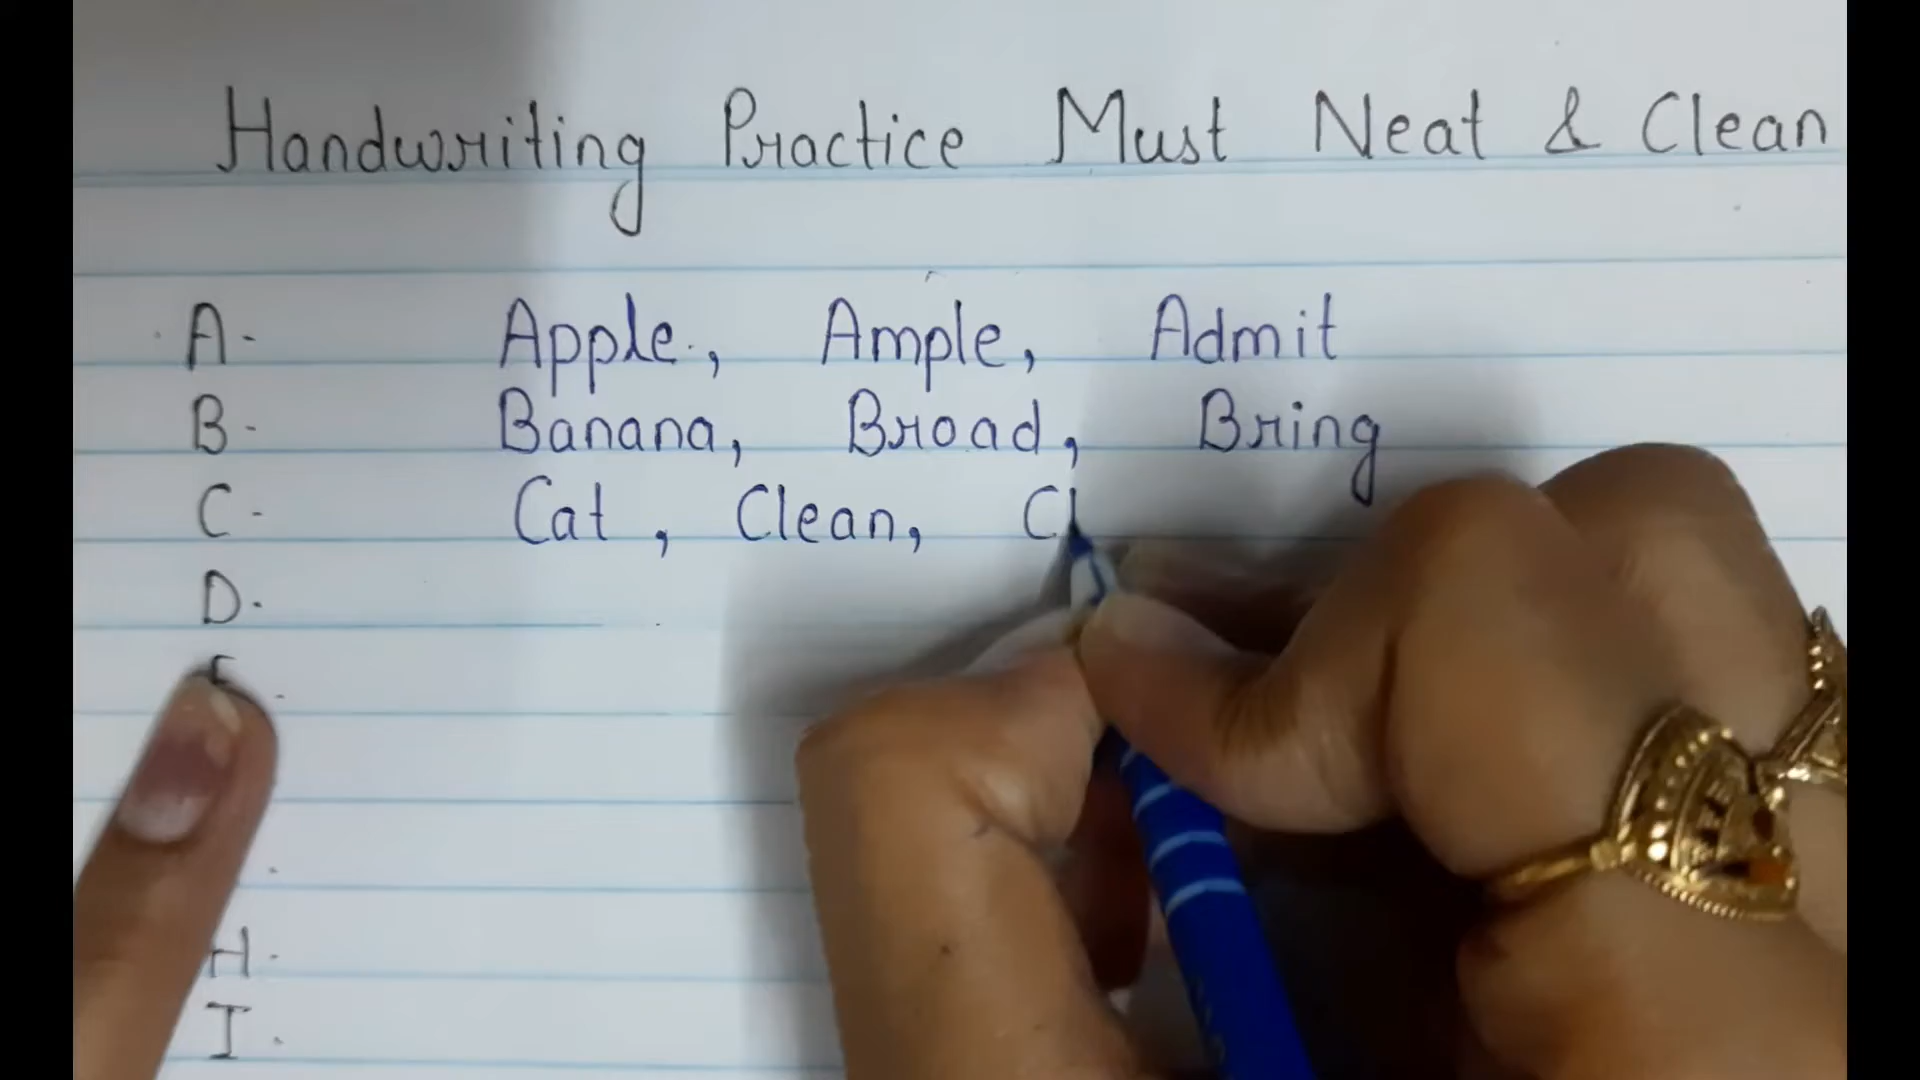 Handwriting Practice Must Neat & Clean
A. Apple, Ample, Admit
B. Banana, Broad, Bring
C. Cat, Clean,
D.
H.
I.